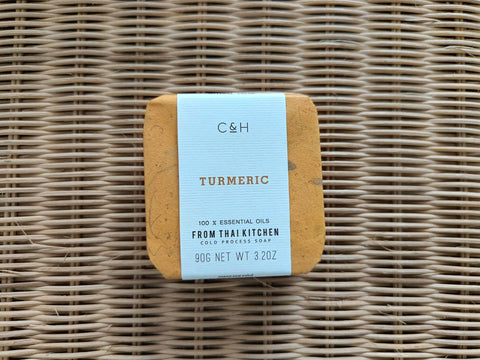 C&H
TURMERIC
100 % ESSENTIAL OILS
FROM THAI KITCHEN
COLD PROCESS SOAP
90G NET WT 3.2OZ